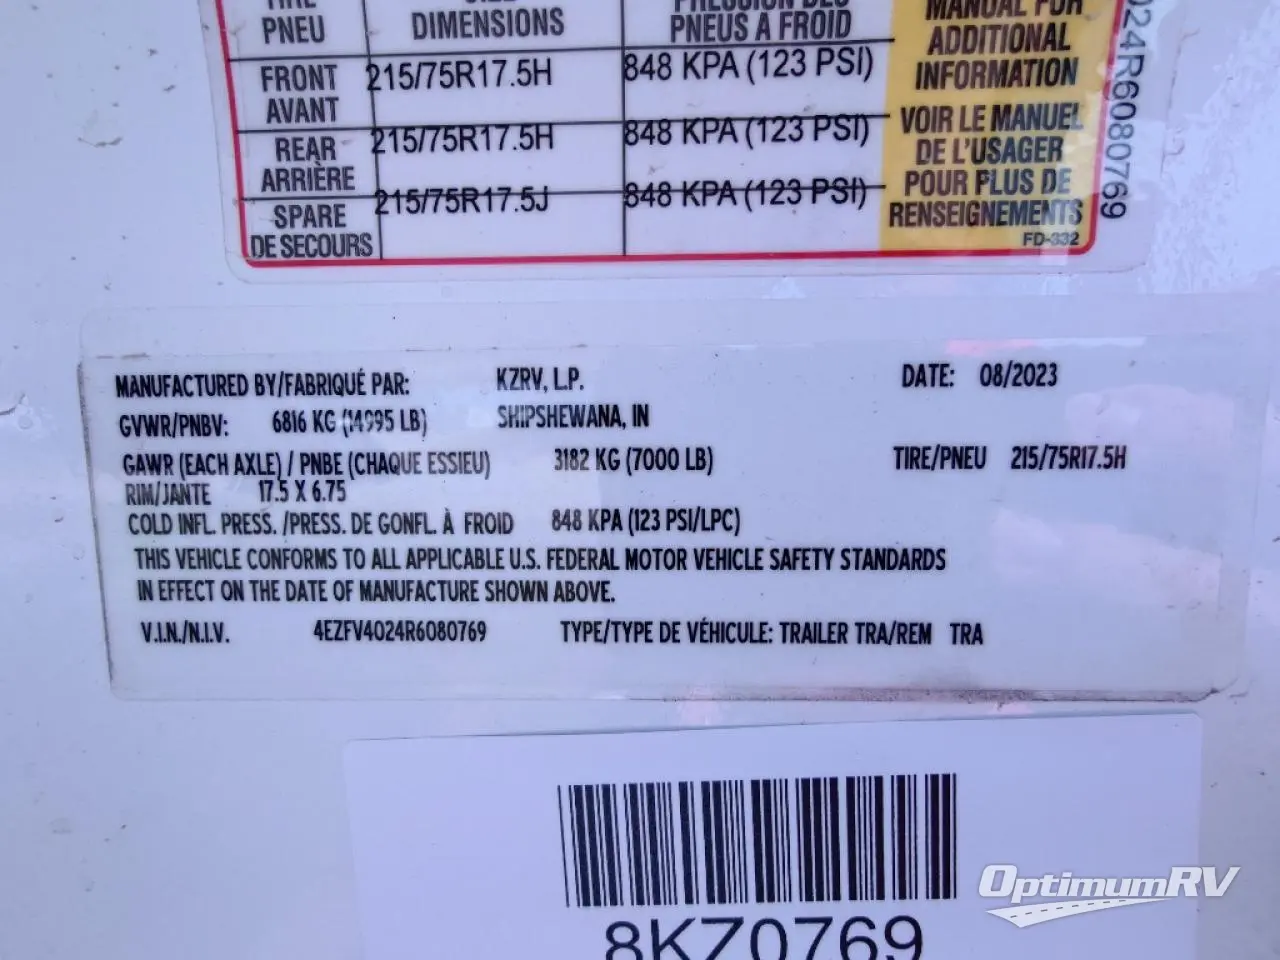 PNEU
DIMENSIONS
PNEUS A FROID
MANUAL FOR
ADDITIONAL
INFORMATION
FRONT
AVANT
215/75R17.5H
848 KPA (123 PSI)
REAR
ARRIÈRE
215/75R17.5H
848 KPA (123 PSI)
SPARE
DE SECOURS
215/75R17.5J
848 KPA (123 PSI)
VOIR LE MANUEL
DE L'USAGER
POUR PLUS DE
RENSEIGNEMENTS
FD-332
024R6080769
MANUFACTURED BY/FABRIQUÉ PAR: KZRV, L.P. DATE: 08/2023
GVWR/PNBV: 6816 KG (14995 LB) SHIPSHEWANA, IN
GAWR (EACH AXLE) / PNBE (CHAQUE ESSIEU) 3182 KG (7000 LB) TIRE/PNEU 215/75R17.5H
RIM/JANTE 17.5 X 6.75
COLD INFL. PRESS. /PRESS. DE GONFL. À FROID 848 KPA (123 PSI/LPC)
THIS VEHICLE CONFORMS TO ALL APPLICABLE U.S. FEDERAL MOTOR VEHICLE SAFETY STANDARDS
IN EFFECT ON THE DATE OF MANUFACTURE SHOWN ABOVE.
V.I.N./N.I.V. 4EZFV4024R6080769 TYPE/TYPE DE VÉHICULE: TRAILER TRA/REM TRA
8KZ0769
OptimumRV